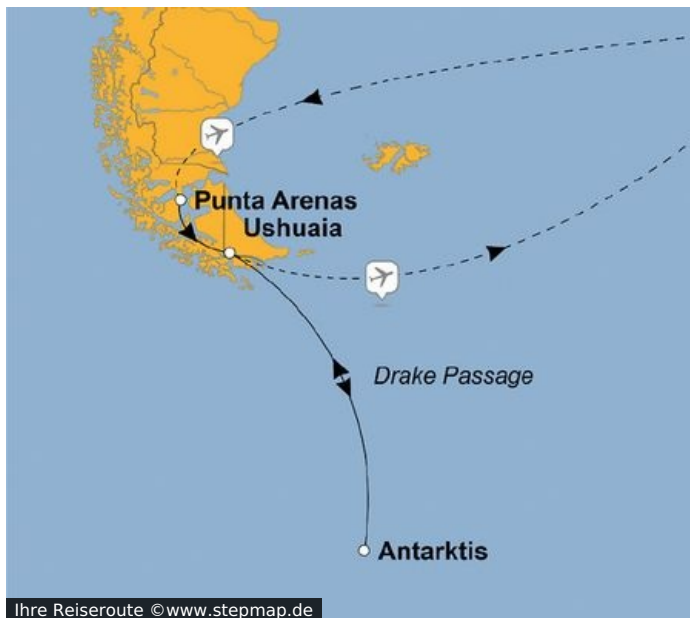 Punta Arenas
Ushuaia
Drake Passage
Antarktis
Ihre Reiseroute ©www.stepmap.de